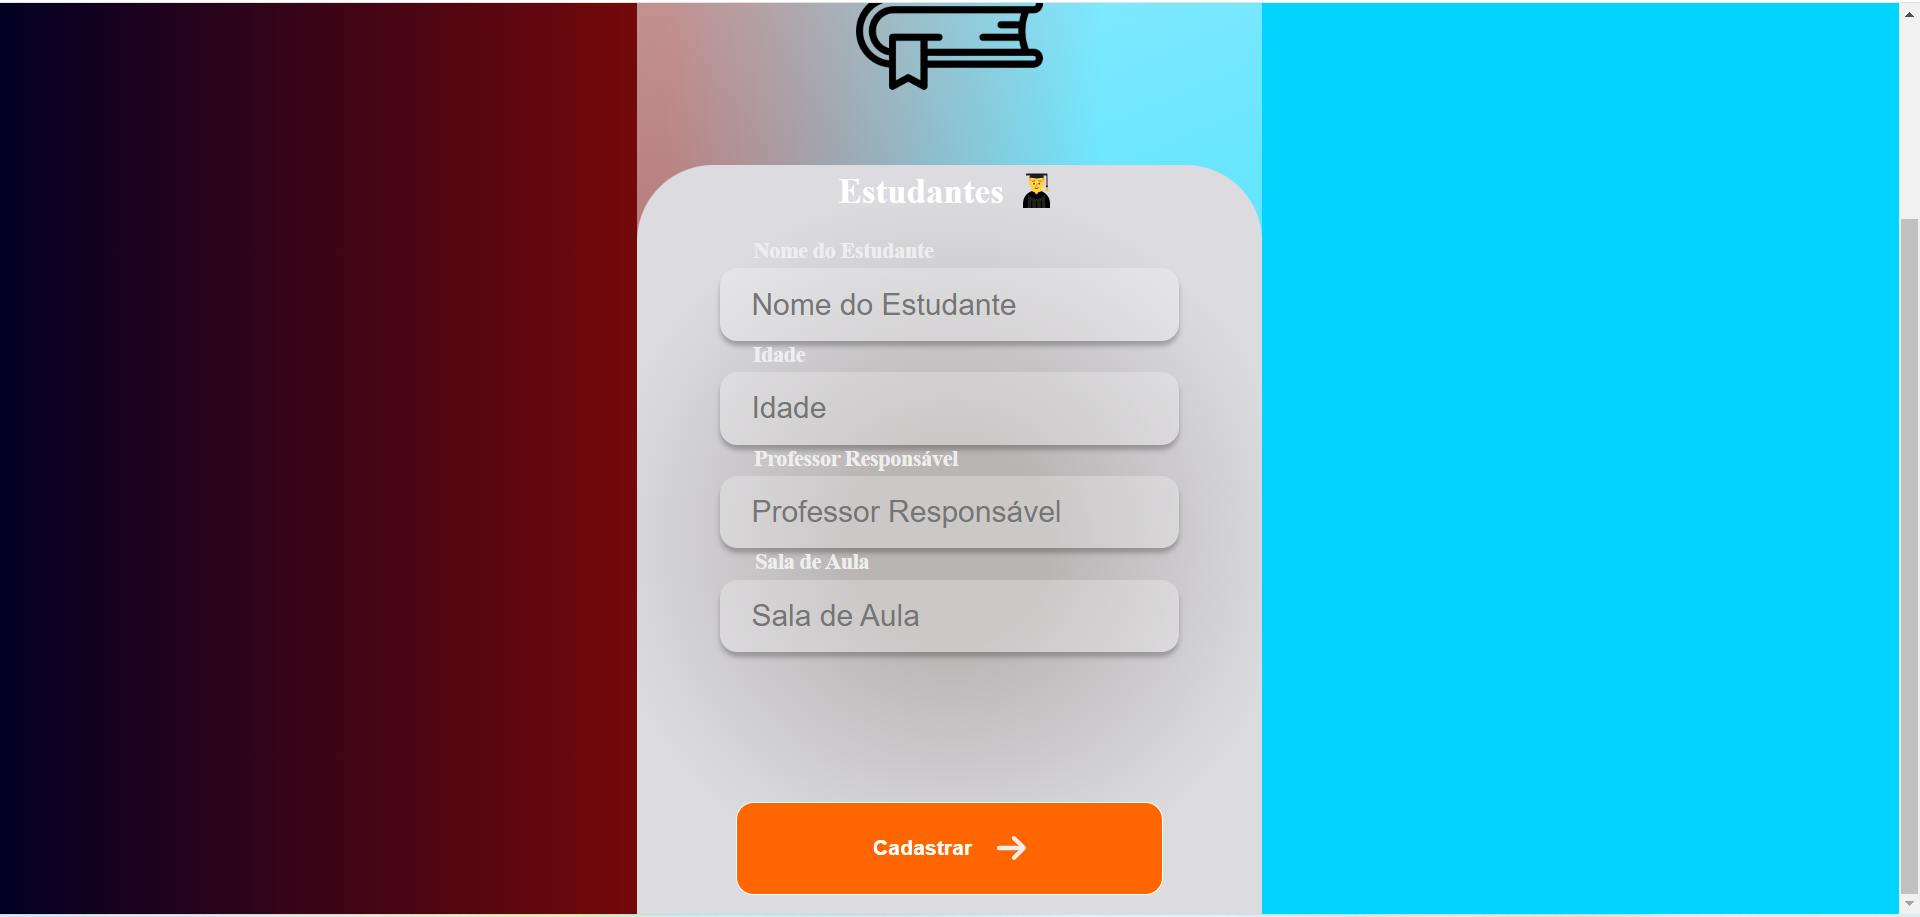 Estudantes
Nome do Estudante
Nome do Estudante
Idade
Idade
Professor Responsável
Professor Responsável
Sala de Aula
Sala de Aula
Cadastrar